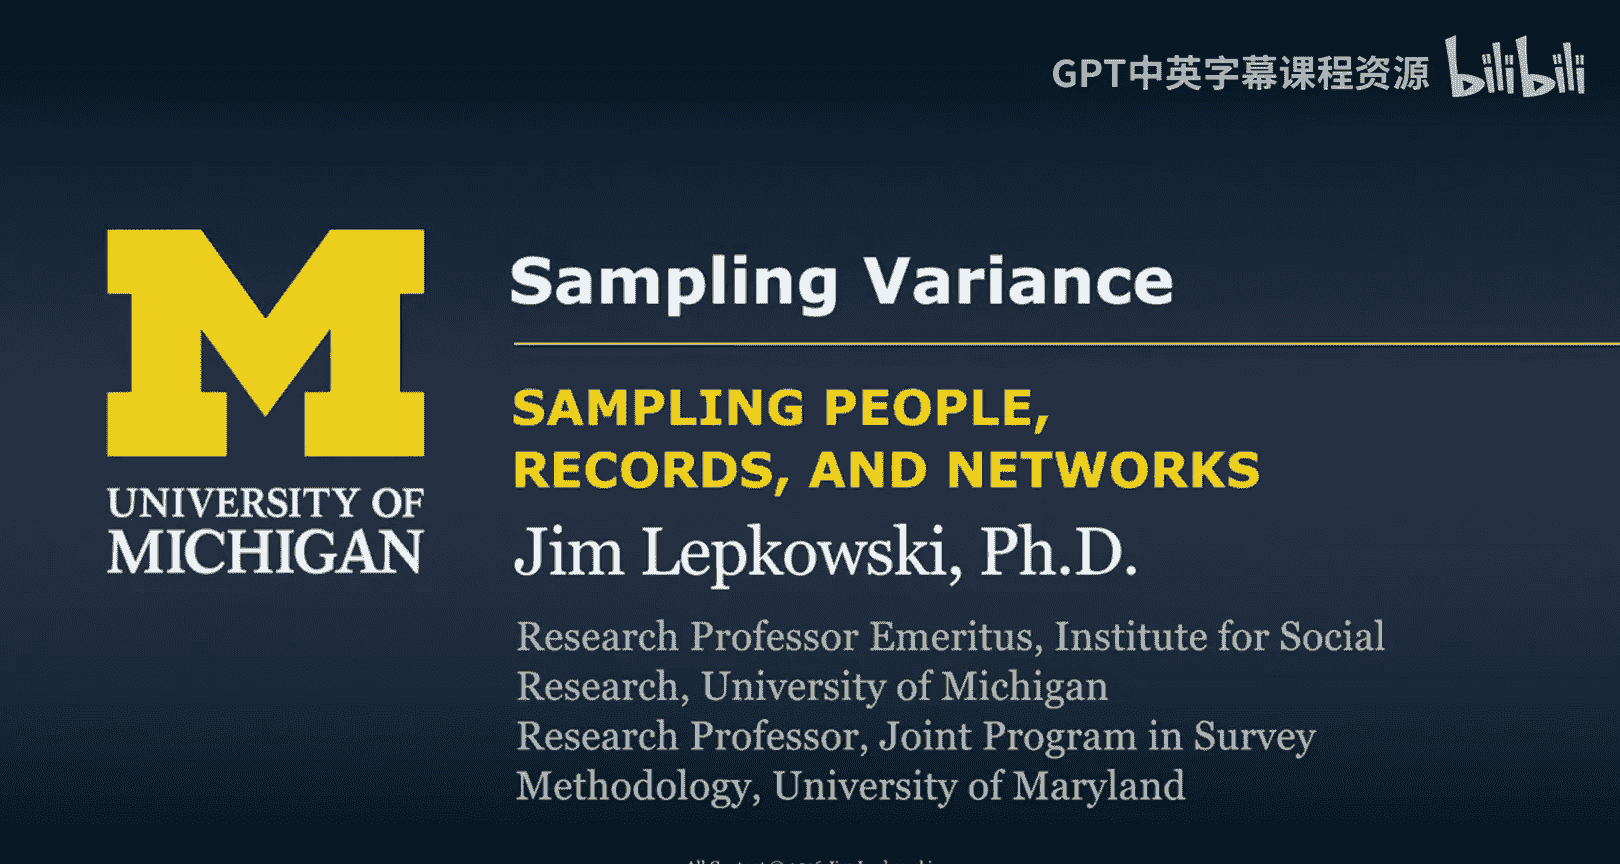 GPT中英字幕课程资源 bilibili
Sampling Variance
SAMPLING PEOPLE,
RECORDS, AND NETWORKS
UNIVERSITY OF
MICHIGAN
Jim Lepkowski, Ph.D.
Research Professor Emeritus, Institute for Social
Research, University of Michigan
Research Professor, Joint Program in Survey
Methodology, University of Maryland